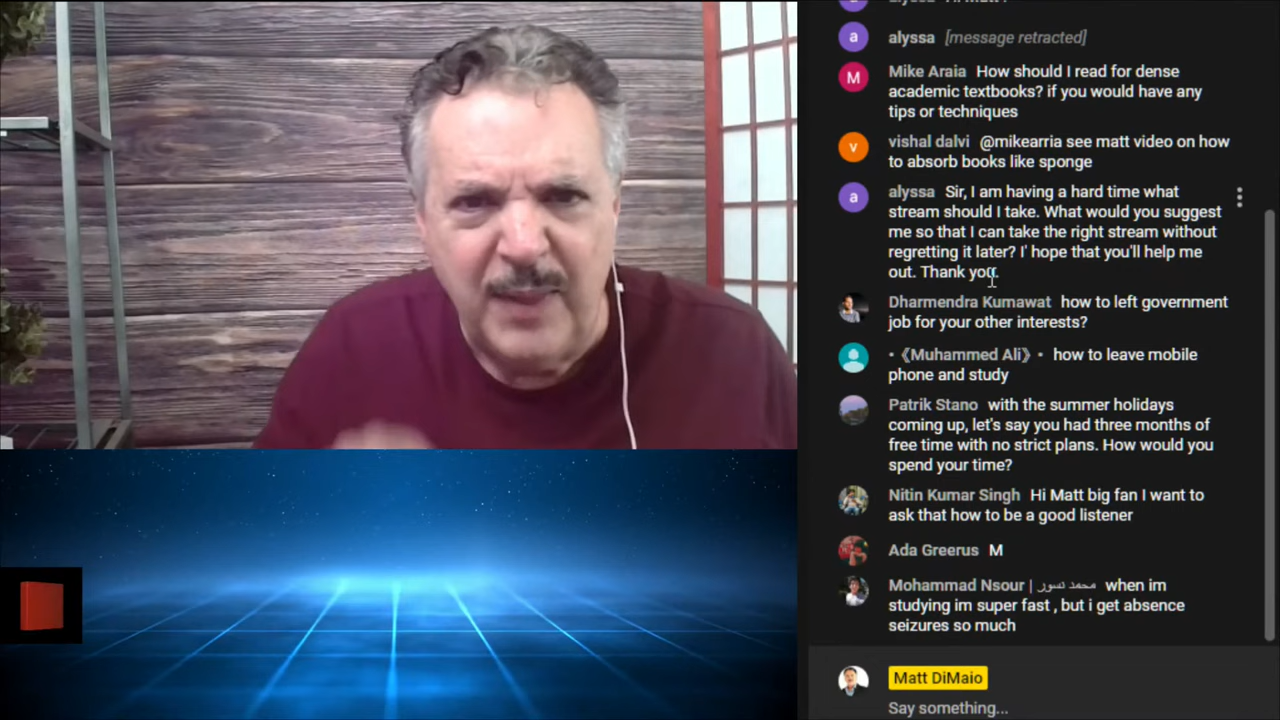 alyssa [message retracted]
Mike Araia How should I read for dense
academic textbooks? if you would have any
tips or techniques
vishal dalvi @mikearria see matt video on how
to absorb books like sponge
alyssa Sir, I am having a hard time what
stream should I take. What would you suggest
me so that I can take the right stream without
regretting it later? I' hope that you'll help me
out. Thank you.
Dharmendra Kumawat how to left government
job for your other interests?
•《Muhammed Ali》• how to leave mobile
phone and study
Patrik Stano with the summer holidays
coming up, let's say you had three months of
free time with no strict plans. How would you
spend your time?
Nitin Kumar Singh Hi Matt big fan I want to
ask that how to be a good listener
Ada Greerus M
Mohammad Nsour | محمد نسور when im
studying im super fast , but i get absence
seizures so much
Matt DiMaio
Say something...